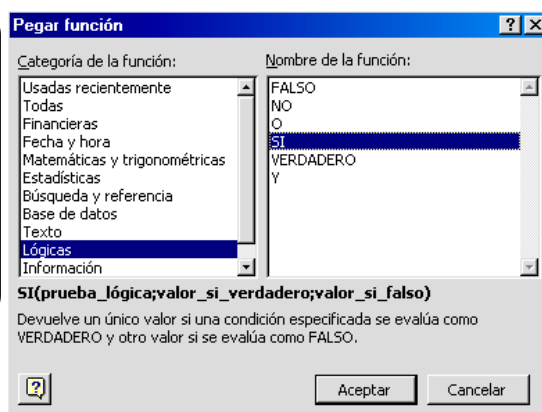 Pegar función
Categoría de la función:
Usadas recientemente
Todas
Financieras
Fecha y hora
Matemáticas y trigonométricas
Estadísticas
Búsqueda y referencia
Base de datos
Texto
Lógicas
Información
Nombre de la función:
FALSO
NO
O
SI
VERDADERO
Y
SI(prueba_lógica;valor_si_verdadero;valor_si_falso)
Devuelve un único valor si una condición especificada se evalúa como
VERDADERO y otro valor si se evalúa como FALSO.
Aceptar
Cancelar